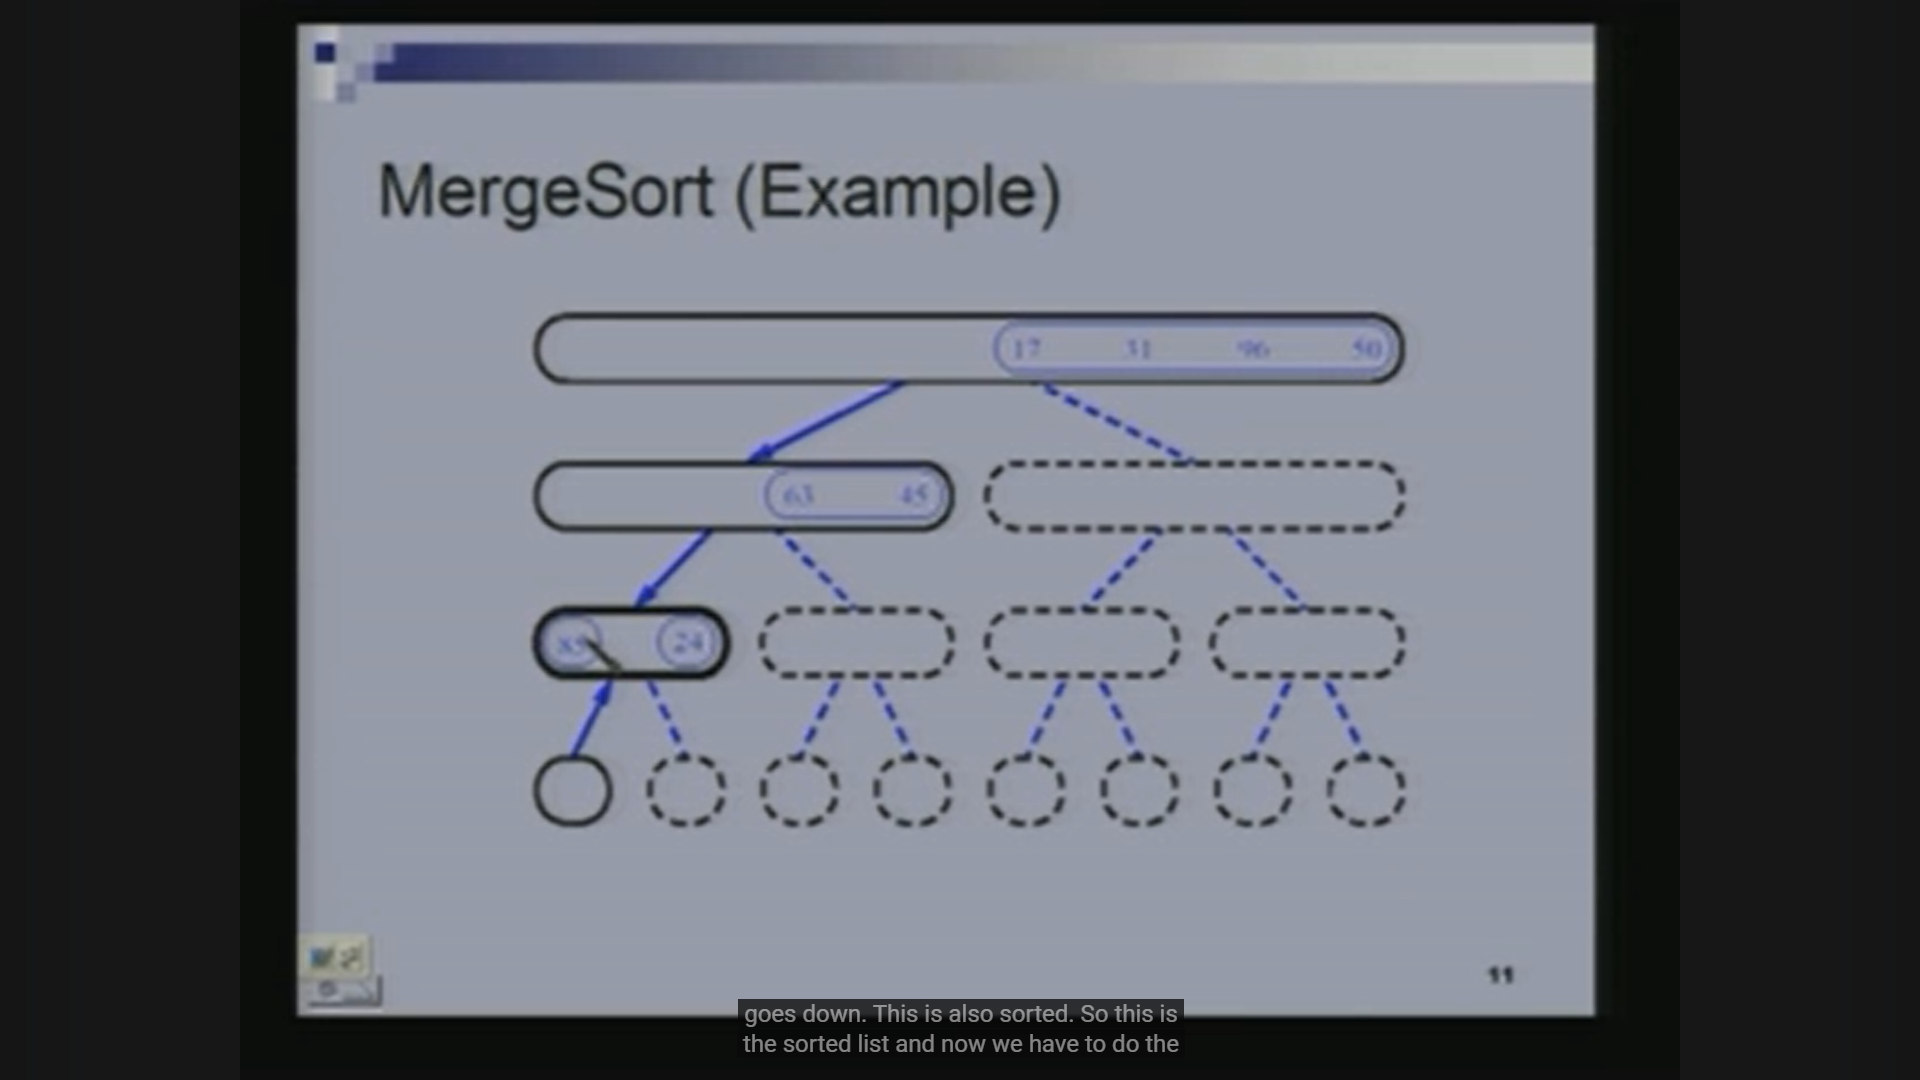 MergeSort (Example)
17 31 96 50
63 45
85 24
11
goes down. This is also sorted. So this is
the sorted list and now we have to do the